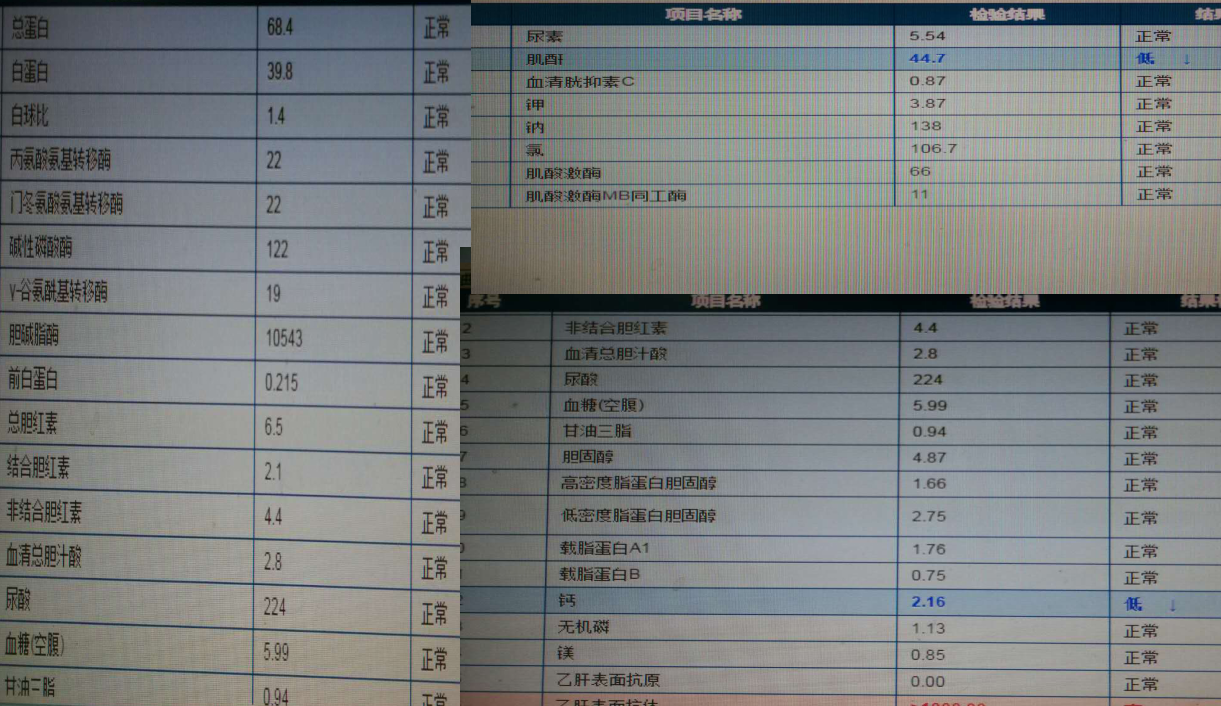 总蛋白 68.4 正常
白蛋白 39.8 正常
白球比 1.4 正常
丙氨酸氨基转移酶 22 正常
门冬氨酸氨基转移酶 22 正常
碱性磷酸酶 122 正常
γ-谷氨酰基转移酶 19 正常
胆碱脂酶 10543 正常
前白蛋白 0.215 正常
总胆红素 6.5 正常
结合胆红素 2.1 正常
非结合胆红素 4.4 正常
血清总胆汁酸 2.8 正常
尿酸 224 正常
血糖(空腹) 5.99 正常
甘油三脂 0.94 正常
项目名称 检验结果 结果
尿素 5.54 正常
肌酐 44.7 低 ↓
血清胱抑素C 0.87 正常
钾 3.87 正常
钠 138 正常
氯 106.7 正常
肌酸激酶 66 正常
肌酸激酶MB同工酶 11 正常
序号 项目名称 检验结果 结果
2 非结合胆红素 4.4 正常
3 血清总胆汁酸 2.8 正常
4 尿酸 224 正常
5 血糖(空腹) 5.99 正常
6 甘油三脂 0.94 正常
7 胆固醇 4.87 正常
8 高密度脂蛋白胆固醇 1.66 正常
9 低密度脂蛋白胆固醇 2.75 正常
载脂蛋白A1 1.76 正常
载脂蛋白B 0.75 正常
钙 2.16 低 ↓
无机磷 1.13 正常
镁 0.85 正常
乙肝表面抗原 0.00 正常
乙肝表面抗体